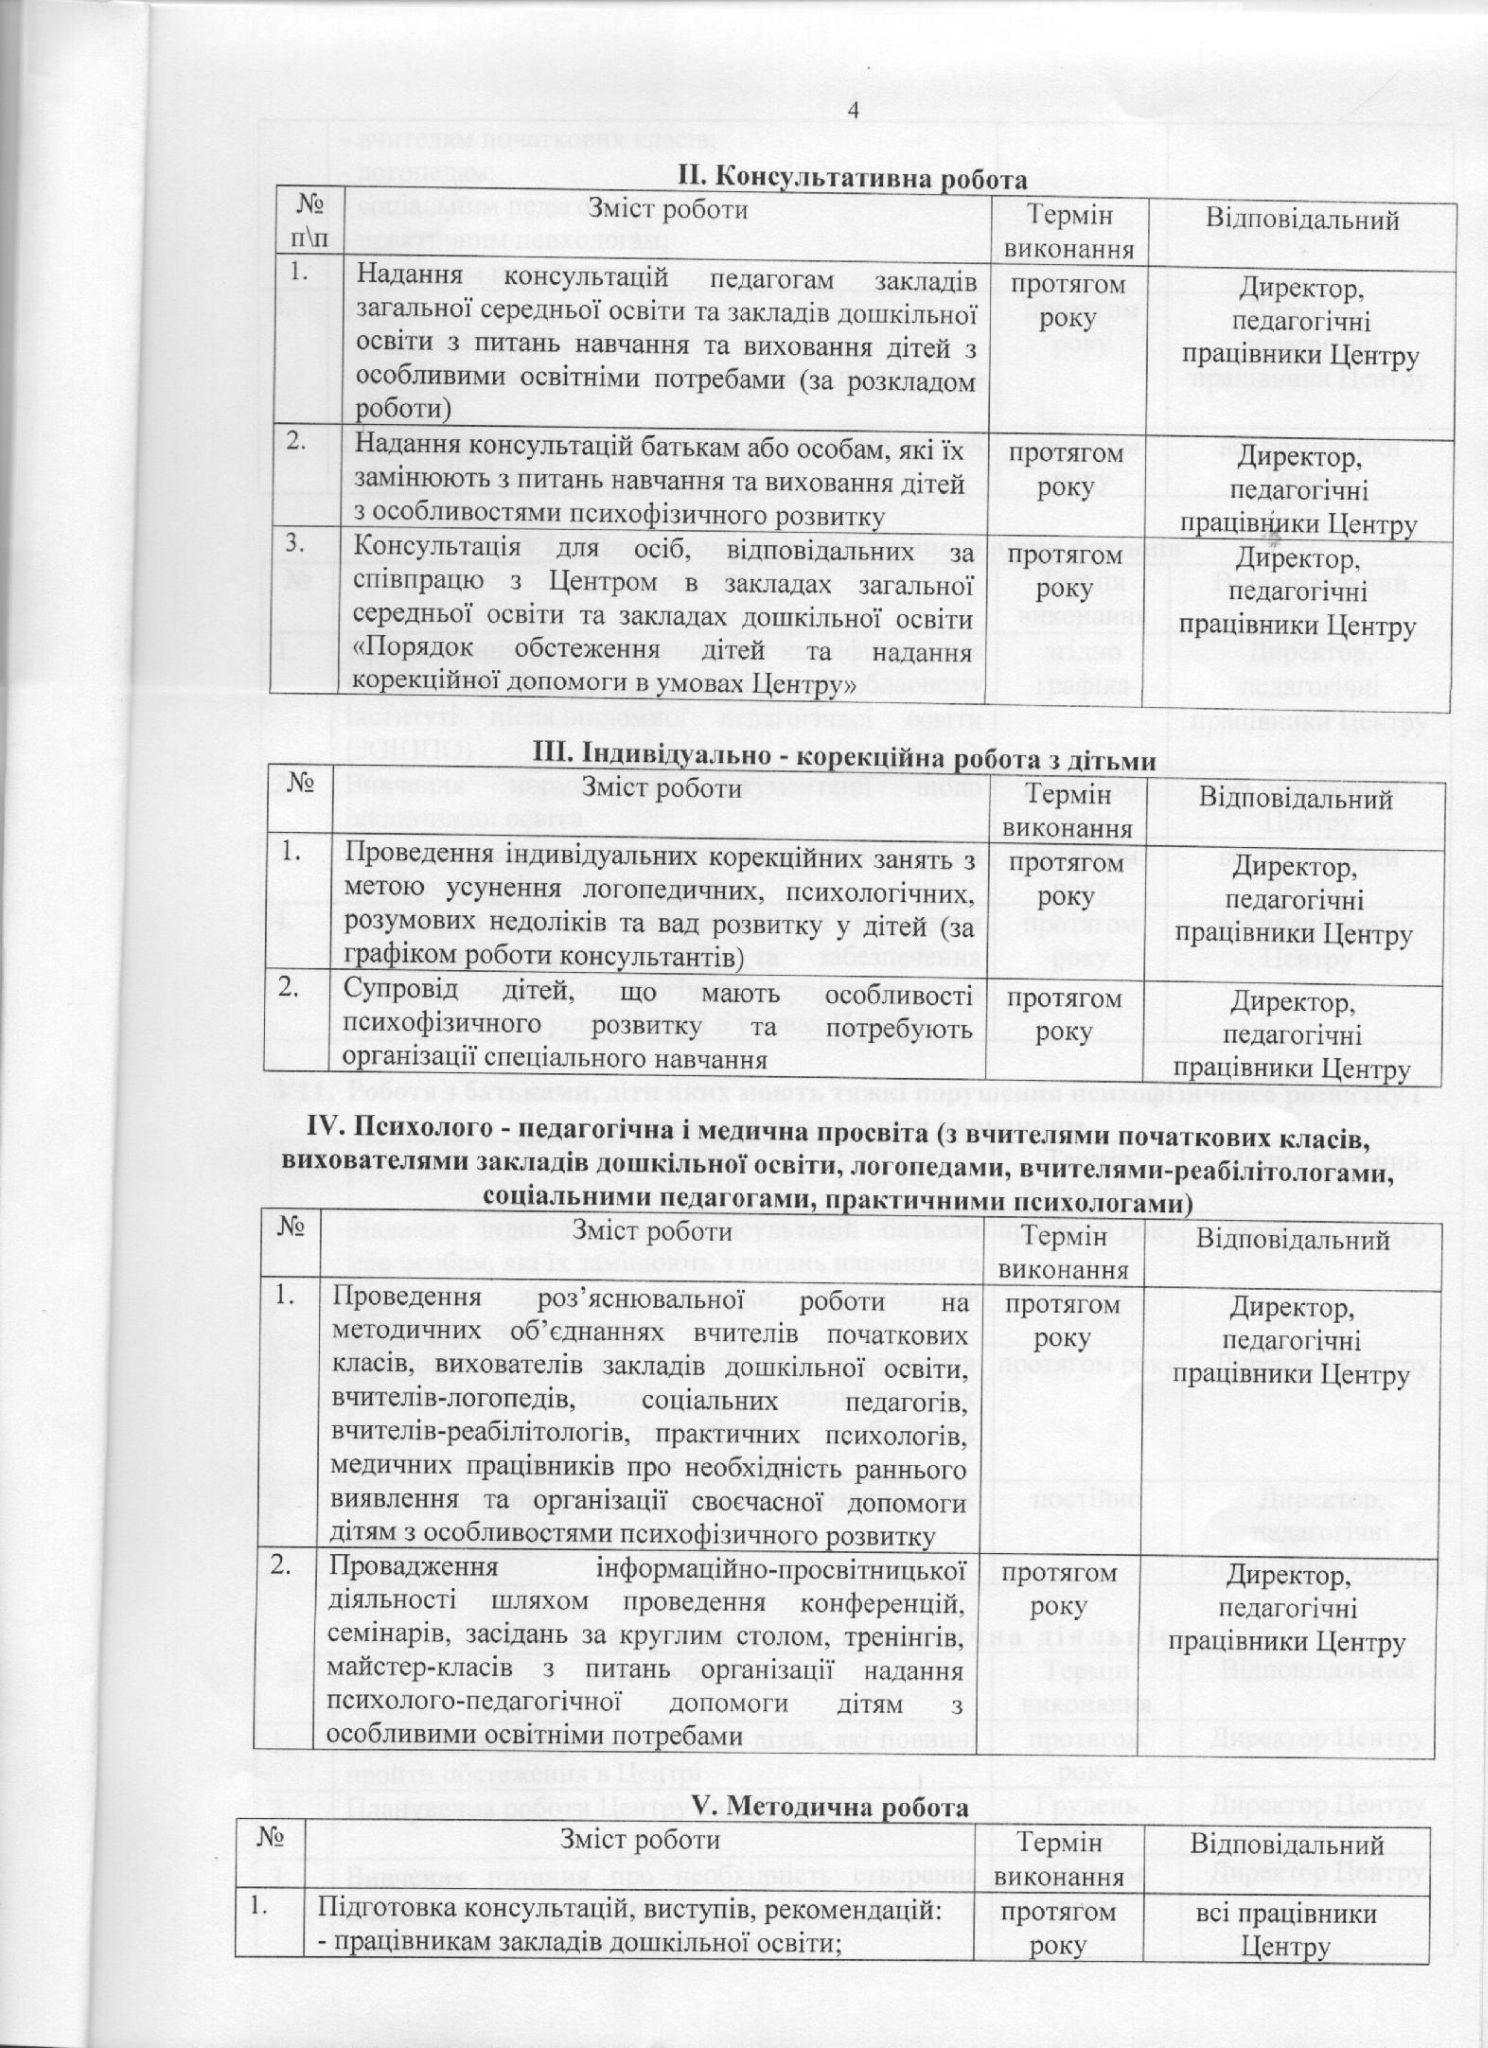 4
II. Консультативна робота
№ п\п
Зміст роботи
Термін виконання
Відповідальний
1.
Надання консультацій педагогам закладів
загальної середньої освіти та закладів дошкільної
освіти з питань навчання та виховання дітей з
особливими освітніми потребами (за розкладом
роботи)
протягом
року
Директор,
педагогічні
працівники Центру
2.
Надання консультацій батькам або особам, які їх
замінюють з питань навчання та виховання дітей
з особливостями психофізичного розвитку
протягом
року
Директор,
педагогічні
працівники Центру
3.
Консультація для осіб, відповідальних за
співпрацю з Центром в закладах загальної
середньої освіти та закладах дошкільної освіти
«Порядок обстеження дітей та надання
корекційної допомоги в умовах Центру»
протягом
року
Директор,
педагогічні
працівники Центру
III. Індивідуально - корекційна робота з дітьми
№
Зміст роботи
Термін
виконання
Відповідальний
1.
Проведення індивідуальних корекційних занять з
метою усунення логопедичних, психологічних,
розумових недоліків та вад розвитку у дітей (за
графіком роботи консультантів)
протягом
року
Директор,
педагогічні
працівники Центру
2.
Супровід дітей, що мають особливості
психофізичного розвитку та потребують
організації спеціального навчання
протягом
року
Директор,
педагогічні
працівники Центру
IV. Психолого - педагогічна і медична просвіта (з вчителями початкових класів,
вихователями закладів дошкільної освіти, логопедами, вчителями-реабілітологами,
соціальними педагогами, практичними психологами)
№
Зміст роботи
Термін
виконання
Відповідальний
1.
Проведення роз’яснювальної роботи на
методичних об’єднаннях вчителів початкових
класів, вихователів закладів дошкільної освіти,
вчителів-логопедів, соціальних педагогів,
вчителів-реабілітологів, практичних психологів,
медичних працівників про необхідність раннього
виявлення та організації своєчасної допомоги
дітям з особливостями психофізичного розвитку
протягом
року
Директор,
педагогічні
працівники Центру
2.
Провадження інформаційно-просвітницької
діяльності шляхом проведення конференцій,
семінарів, засідань за круглим столом, тренінгів,
майстер-класів з питань організації надання
психолого-педагогічної допомоги дітям з
особливими освітніми потребами
протягом
року
Директор,
педагогічні
працівники Центру
V. Методична робота
№
Зміст роботи
Термін
виконання
Відповідальний
1.
Підготовка консультацій, виступів, рекомендацій:
- працівникам закладів дошкільної освіти;
протягом
року
всі працівники
Центру